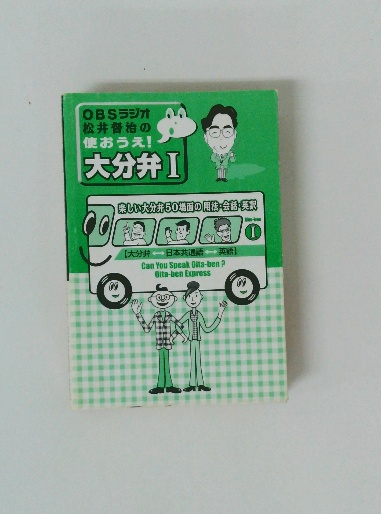 OBSラジオ
松井督治の
使おうえ!
大分弁I
楽しい大分弁50場面の用法・会話・英訳
I
[大分弁⟷日本共通語⟷英語]
Can You Speak Oita-ben?
Oita-ben Express